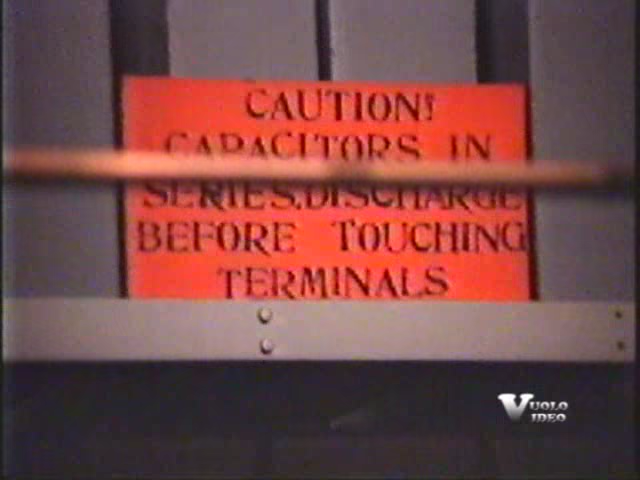 CAUTION!
CAPACITORS IN
SERIES, DISCHARGE
BEFORE TOUCHING
TERMINALS
VUOLO
VIDEO